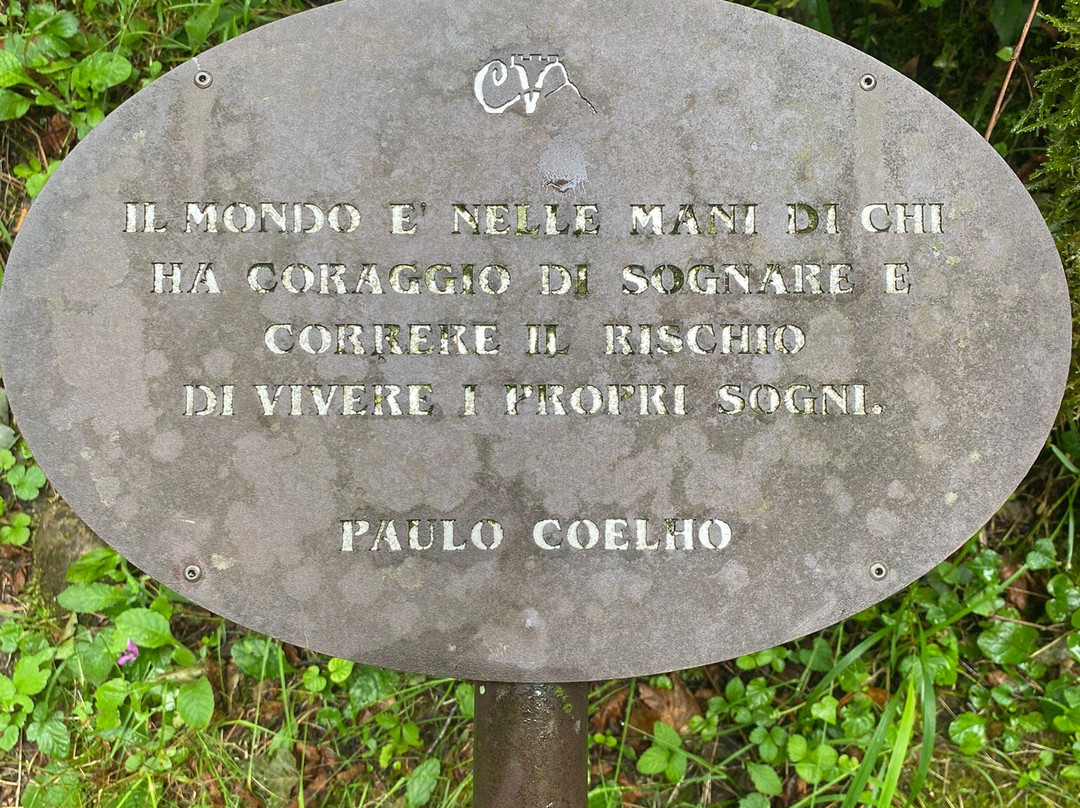 CVA
IL MONDO E' NELLE MANI DI CHI
HA CORAGGIO DI SOGNARE E
CORRERE IL RISCHIO
DI VIVERE I PROPRI SOGNI.
PAULO COELHO